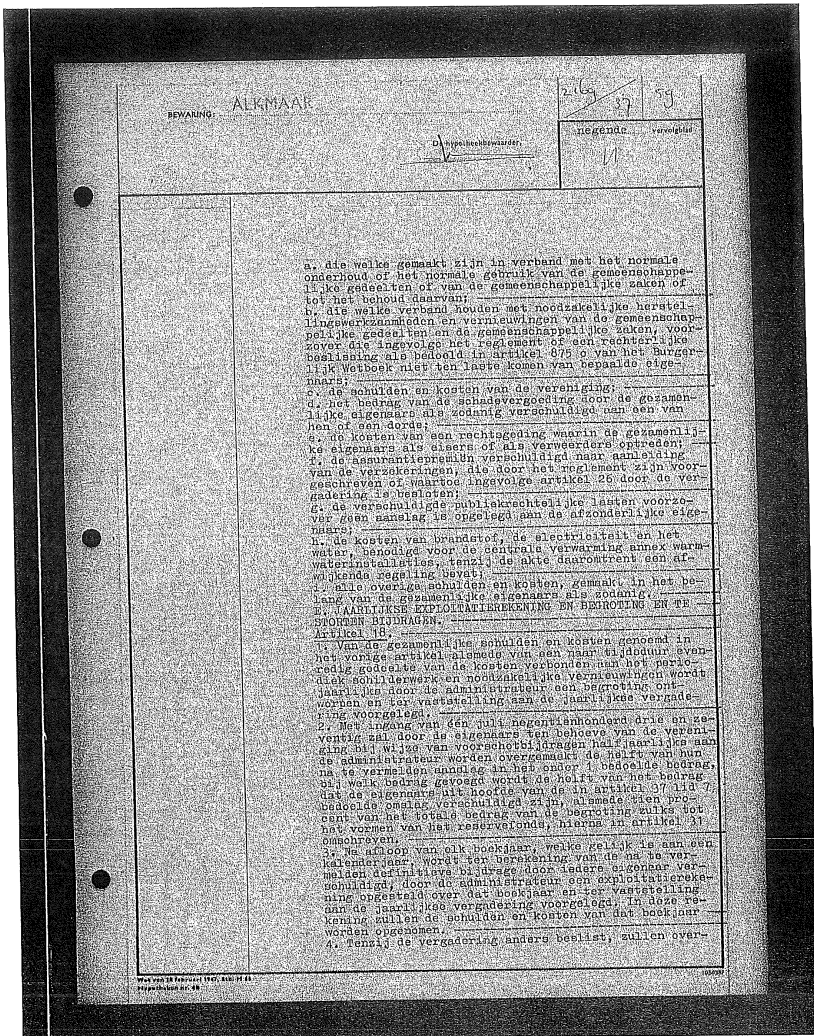 ALKMAAR
BEWARING:
2169
37
59
De hypotheekbewaarder,
negende vervolgblad
a. die welke gemaakt zijn in verband met het normale
onderhoud of het normale gebruik van de gemeenschappe-
lijke gedeelten of van de gemeenschappelijke zaken of
tot het behoud daarvan;
b. die welke verband houden met noodzakelijke herstel-
lingswerkzaamheden en vernieuwingen van de gemeenschap-
pelijke gedeelten en de gemeenschappelijke zaken, voor-
zover die ingevolge het reglement of een rechterlijke
beslissing als bedoeld in artikel 875 o van het Burger-
lijk Wetboek niet ten laste komen van bepaalde eige-
naars;
c. de schulden en kosten van de vereniging;
d. het bedrag van de schadevergoeding door de gezamen-
lijke eigenaars als zodanig verschuldigd aan een van
hen of een derde;
e. de kosten van een rechtsgeding waarin de gezamenlij-
ke eigenaars als eisers of als verweerders optreden;
f. de assurantiepremiën verschuldigd naar aanleiding
van de verzekeringen, die door het reglement zijn voor-
geschreven of waartoe ingevolge artikel 26 door de ver-
gadering is besloten;
g. de verschuldigde publiekrechtelijke lasten voorzo-
ver geen aanslag is opgelegd aan de afzonderlijke eige-
naars;
h. de kosten van brandstof, de electriciteit en het
water, benodigd voor de centrale verwarming annex warm-
waterinstallaties, tenzij de akte daaromtrent een af-
wijkende regeling bevat;
i. alle overige schulden en kosten, gemaakt in het be-
lang van de gezamenlijke eigenaars als zodanig.
E. JAARLIJKSE EXPLOITATIEREKENING EN BEGROTING EN TE
STORTEN BIJDRAGEN.
Artikel 18.
1. Van de gezamenlijke schulden en kosten genoemd in
het vorige artikel alsmede van een naar tijdsduur even-
redig gedeelte van de kosten verbonden aan het perio-
diek schilderwerk en noodzakelijke vernieuwingen wordt
jaarlijks door de administrateur een begroting ont-
worpen en ter vaststelling aan de jaarlijkse vergade-
ring voorgelegd.
2. Met ingang van den juli negentienhonderd drie en ze-
ventig zal door de eigenaars ten behoeve van de vereni-
ging bij wijze van voorschotbijdragen halfjaarlijks aan
de administrateur worden overgemaakt de helft van hun
na te vermelden aanslag in het onder 1 bedoelde bedrag,
bij welk bedrag gevoegd wordt de helft van het bedrag
dat de eigenaars uit hoofde van de in artikel 37 lid 7
bedoelde omslag verschuldigd zijn, alsmede tien pro-
cent van het totale bedrag van de begroting zulks tot
het vormen van het reservefonds, hierna in artikel 31
omschreven.
3. Na afloop van elk boekjaar, welke gelijk is aan een
kalenderjaar, wordt ter berekening van de na te ver-
melden definitieve bijdrage door iedere eigenaar ver-
schuldigd, door de administrateur een exploitatiereke-
ning opgesteld over dat boekjaar en ter vaststelling
aan de jaarlijkse vergadering voorgelegd. In deze re-
kening zullen de schulden en kosten van dat boekjaar
worden opgenomen.
4. Tenzij de vergadering anders beslist, zullen over-
Wet van 28 februari 1947, Stbl H 66
Hypotheken nr. 4B